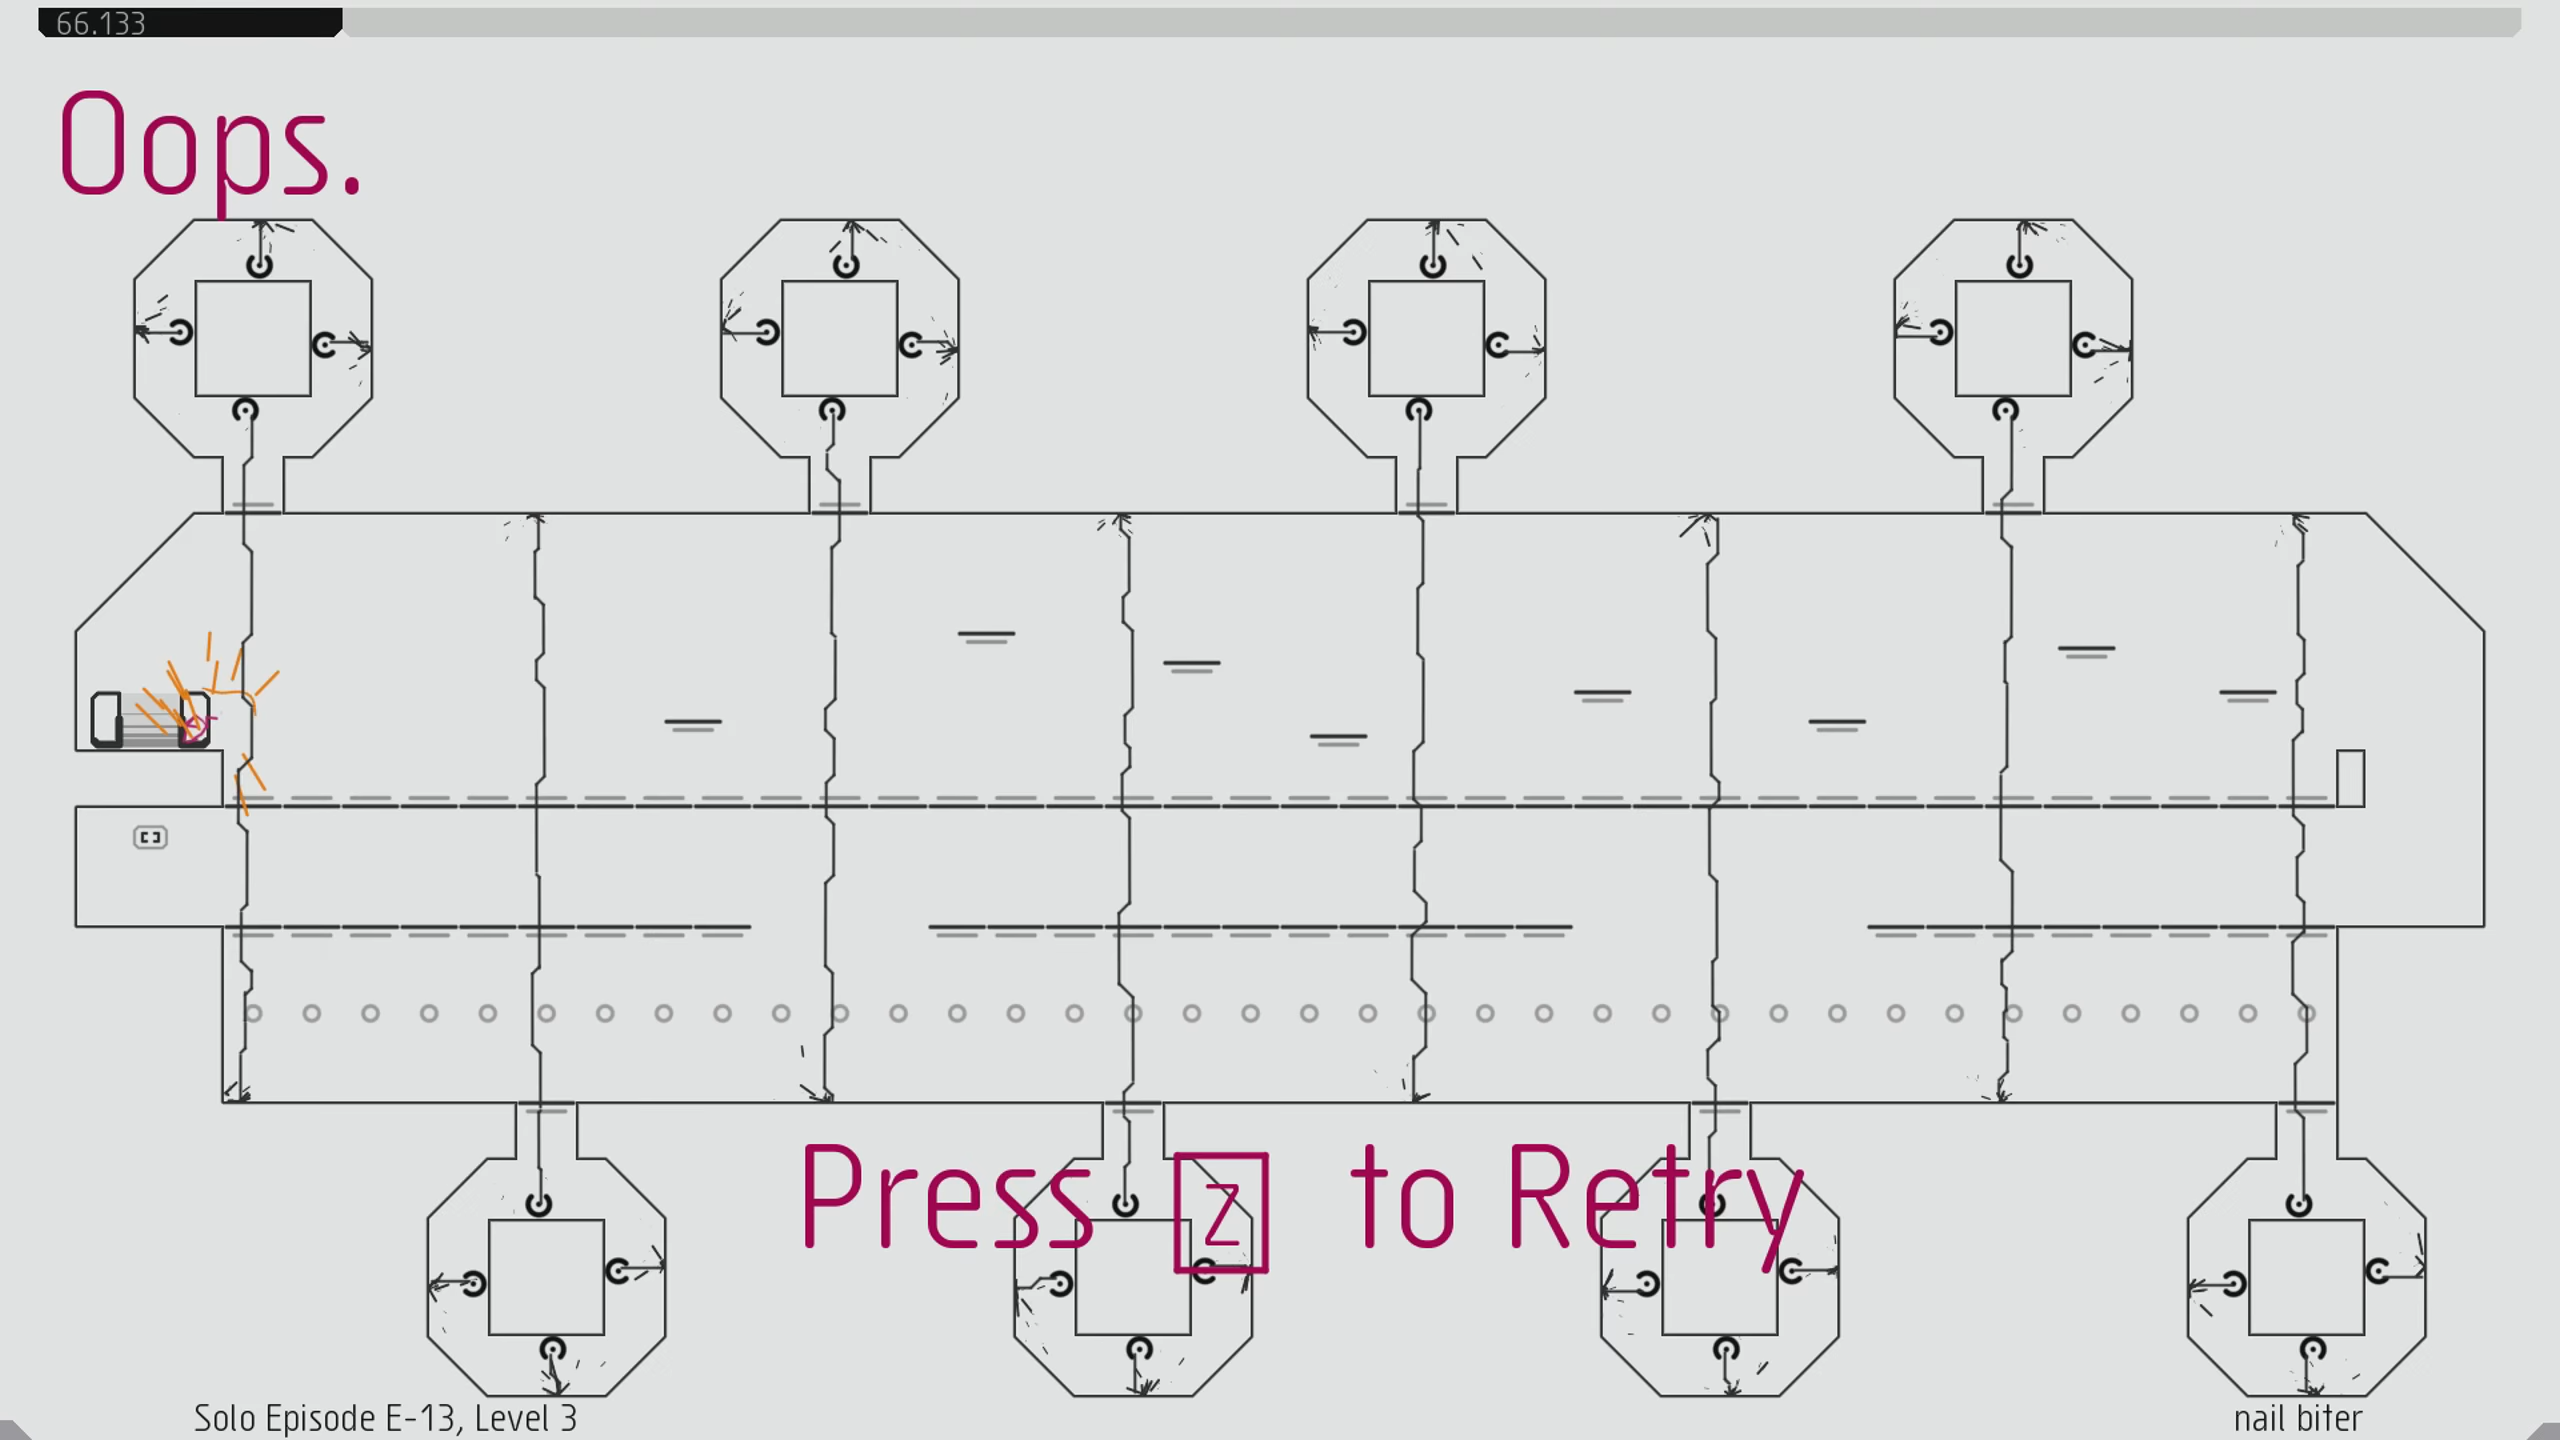 66.133
Oops.
Press Z to Retry
Solo Episode E-13, Level 3
nail biter